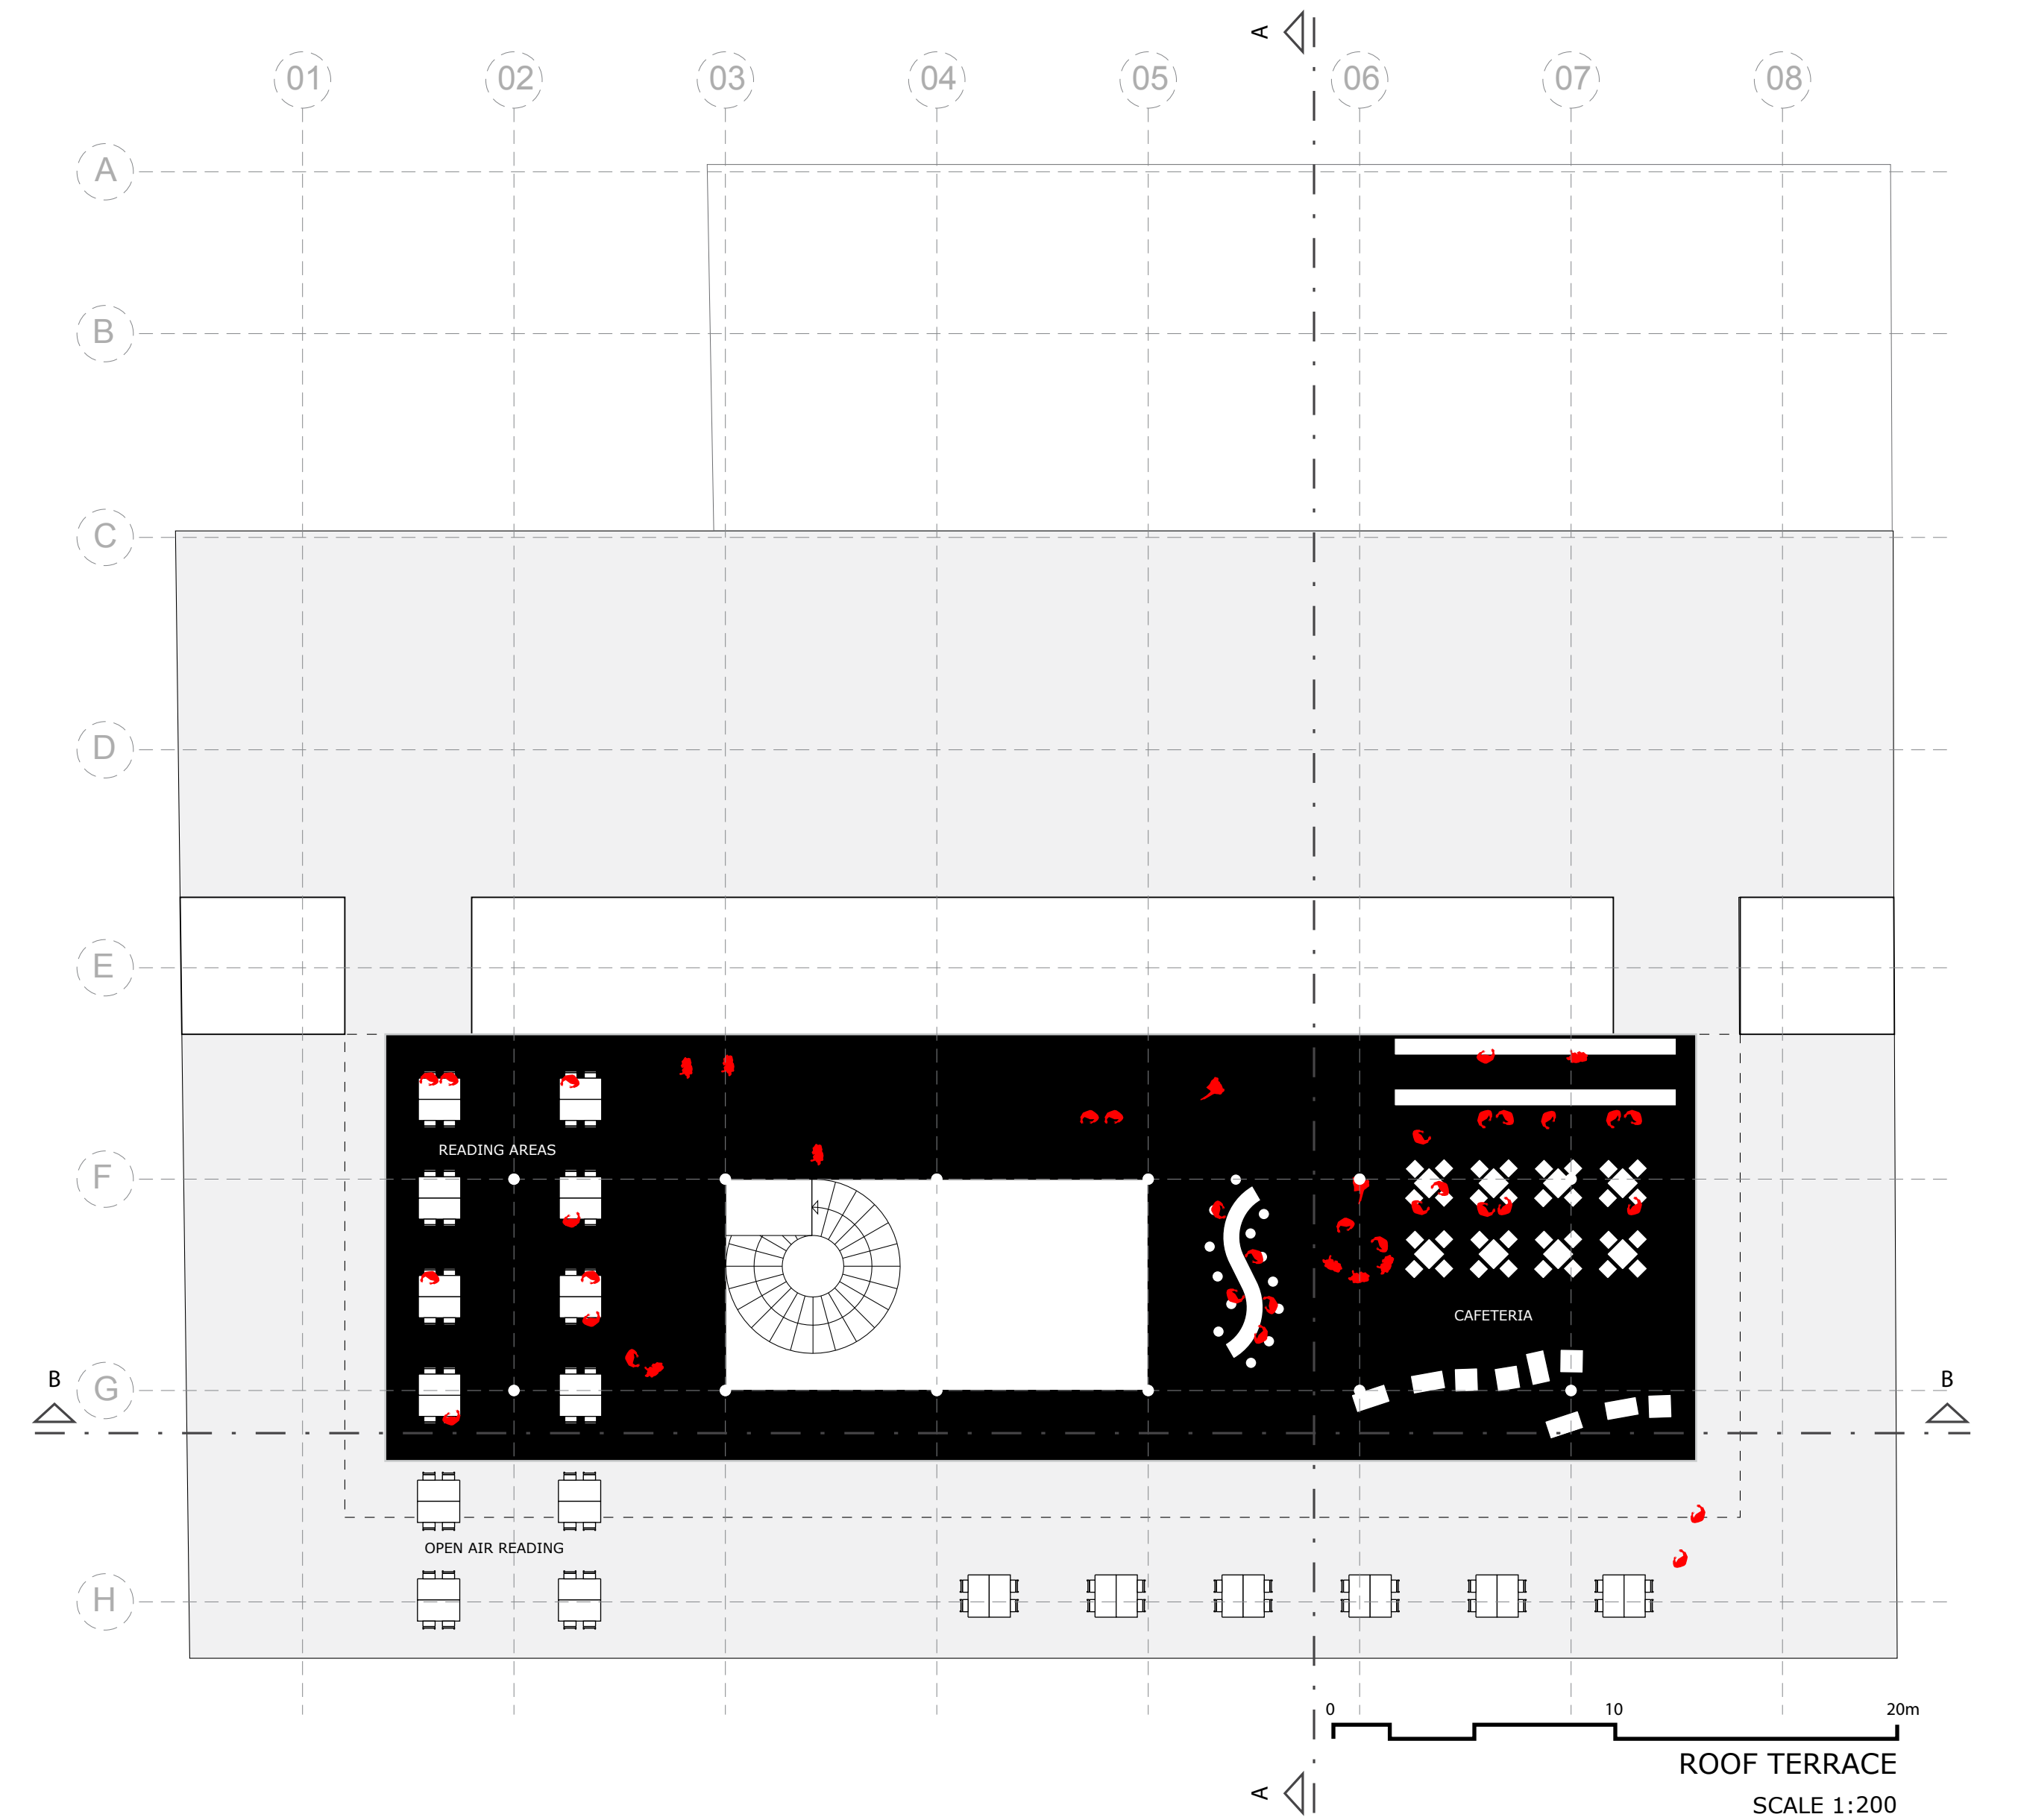 A
01 02 03 04 05 06 07 08
A
B
C
D
E
READING AREAS
F
CAFETERIA
G
B
B
OPEN AIR READING
H
0 10 20m
ROOF TERRACE
A
SCALE 1:200